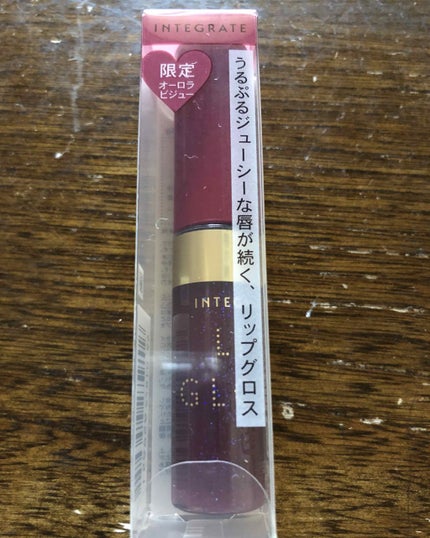 INTEGRATE
限定
オーロラ
ビジュー
うるぷるジューシーな唇が続く、リップグロス
INTE
L
GL